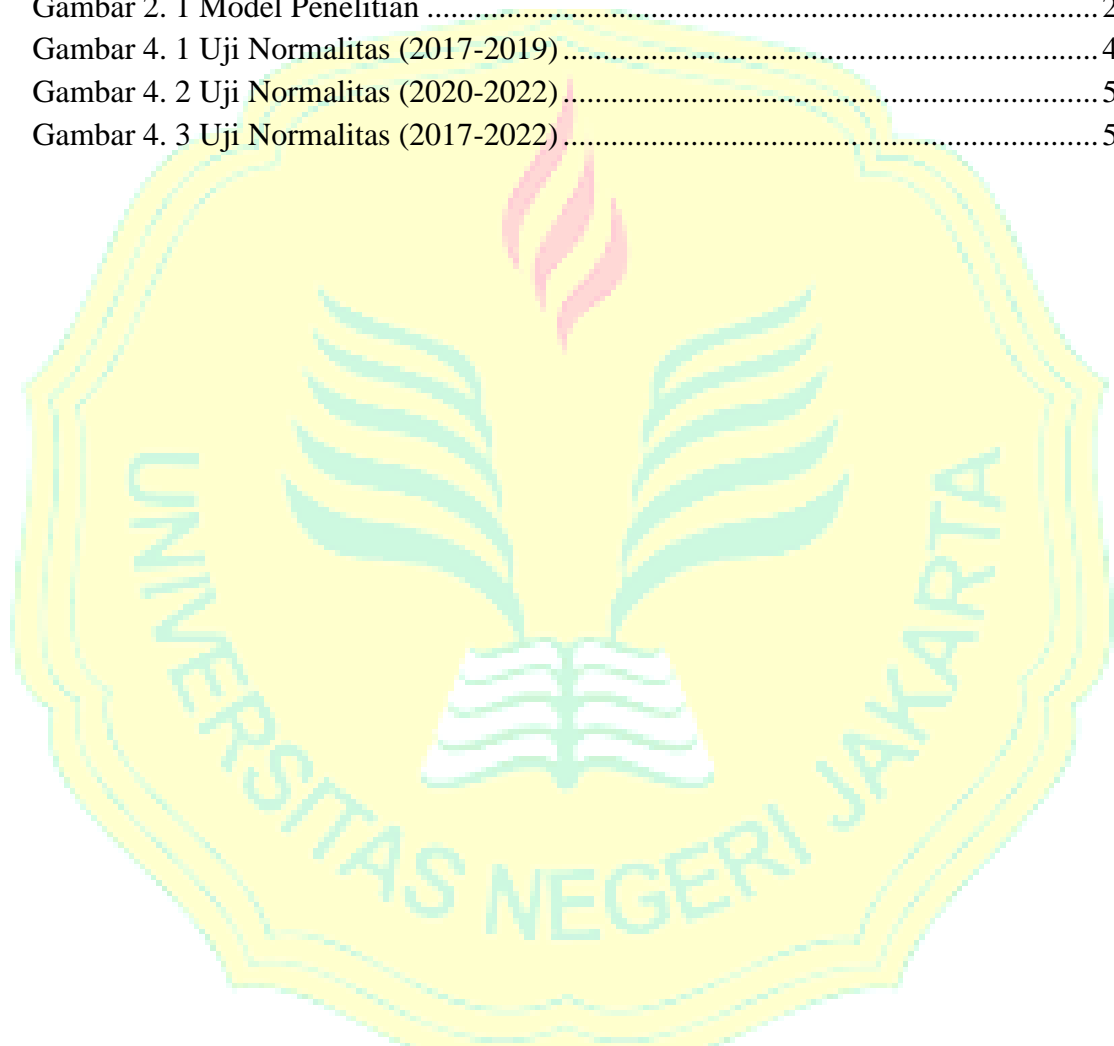 Gambar 2. 1 Model Penelitian ........................................................................................ 2
Gambar 4. 1 Uji Normalitas (2017-2019) ..................................................................... 4
Gambar 4. 2 Uji Normalitas (2020-2022) ..................................................................... 5
Gambar 4. 3 Uji Normalitas (2017-2022) ..................................................................... 5
UNIVERSITAS NEGERI JAKARTA